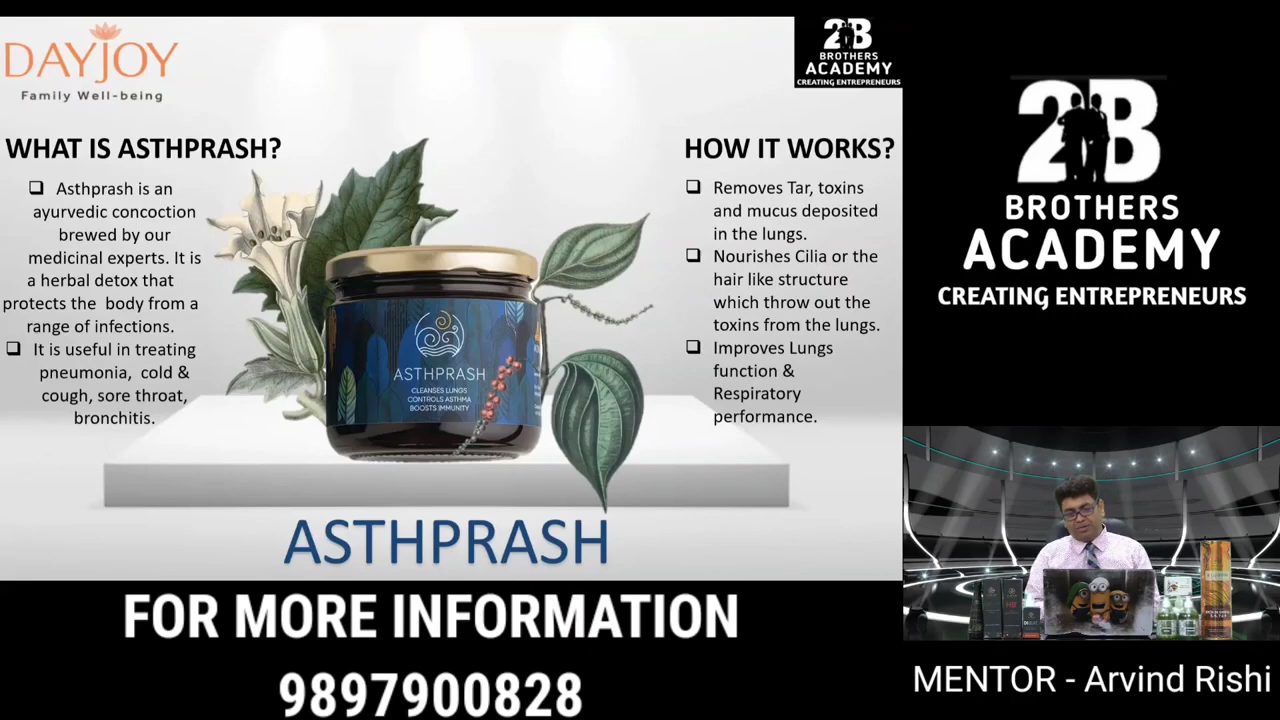 DAYJOY
Family Well-being
2B
BROTHERS
ACADEMY
CREATING ENTREPRENEURS
WHAT IS ASTHPRASH?
Asthprash is an
ayurvedic concoction
brewed by our
medicinal experts. It is
a herbal detox that
protects the body from a
range of infections.
It is useful in treating
pneumonia, cold &
cough, sore throat,
bronchitis.
ASTHPRASH
CLEANSES LUNGS
CONTROLS ASTHMA
BOOSTS IMMUNITY
HOW IT WORKS?
Removes Tar, toxins
and mucus deposited
in the lungs.
Nourishes Cilia or the
hair like structure
which throw out the
toxins from the lungs.
Improves Lungs
function &
Respiratory
performance.
ASTHPRASH
2B
BROTHERS
ACADEMY
CREATING ENTREPRENEURS
FOR MORE INFORMATION
9897900828
MENTOR - Arvind Rishi